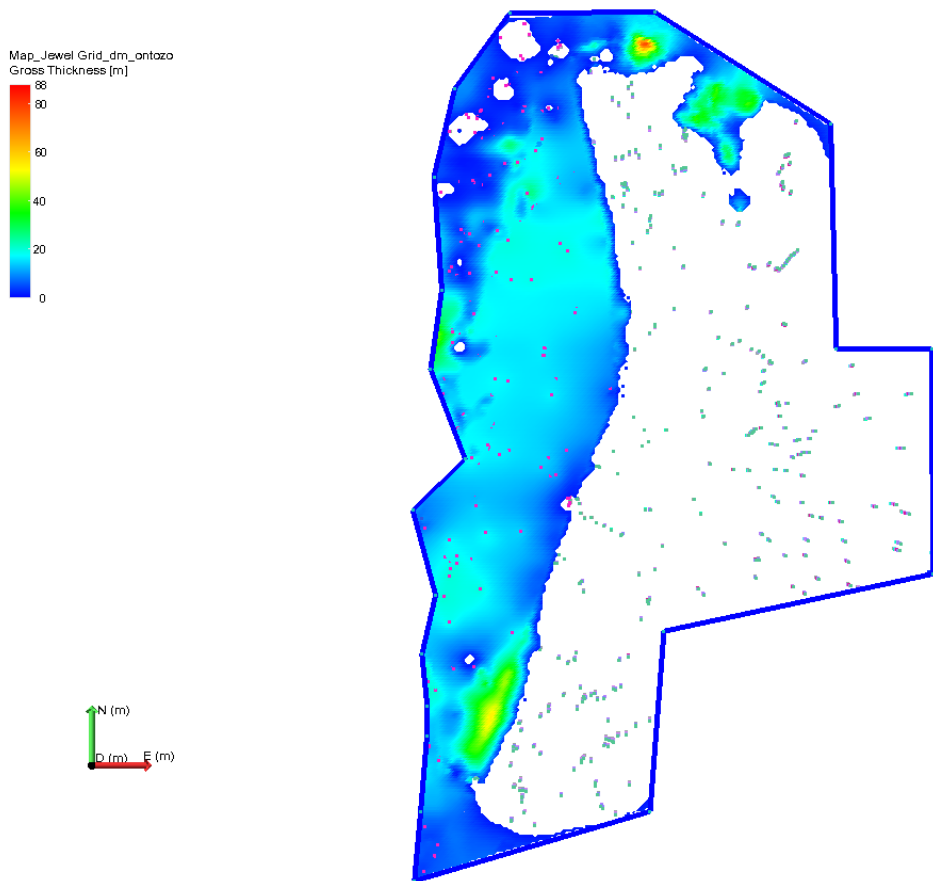 Map_Jewel Grid_dm_ontozo
Gross Thickness [m]
88
80
60
40
20
0
N (m)
D (m)
E (m)